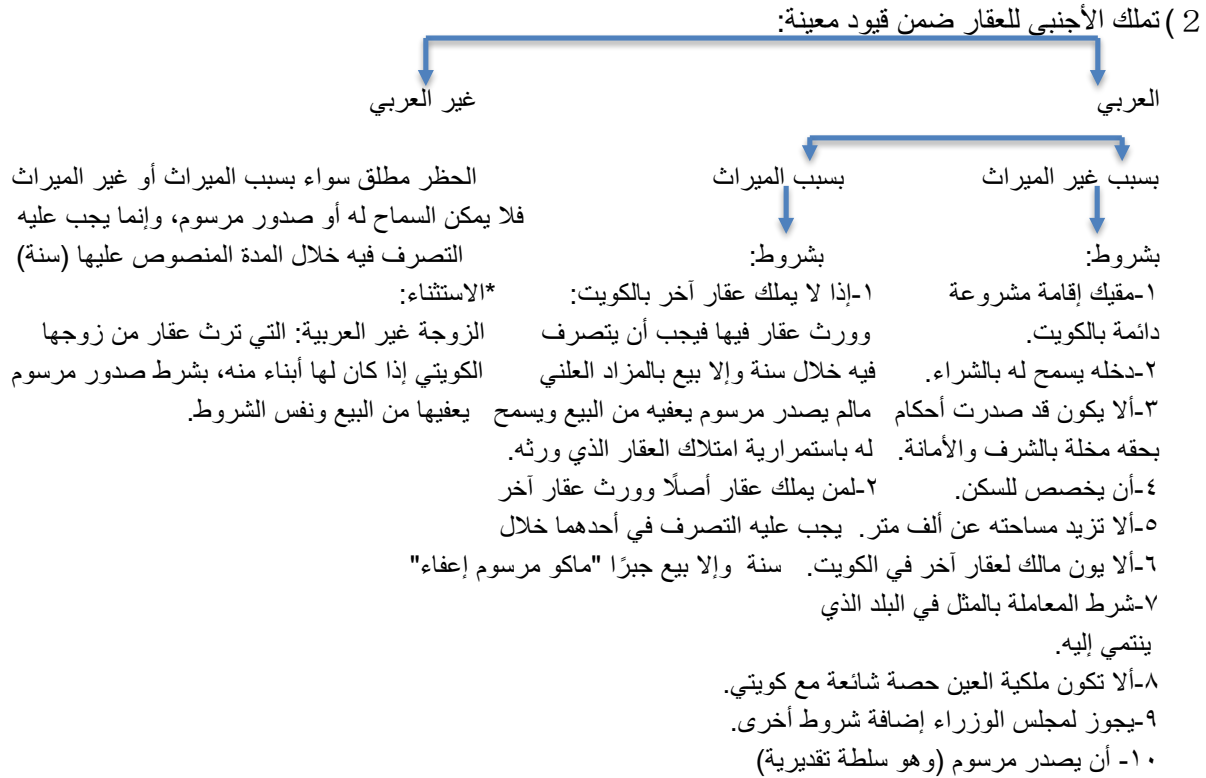 2 ) تملك الأجنبي للعقار ضمن قيود معينة:
العربي
غير العربي
بسبب غير الميراث
بشروط:
١-مقيك إقامة مشروعة
دائمة بالكويت.
٢-دخله يسمح له بالشراء.
٣-ألا يكون قد صدرت أحكام
بحقه مخلة بالشرف والأمانة.
٤-أن يخصص للسكن.
٥-ألا تزيد مساحته عن ألف متر.
٦-ألا يون مالك لعقار آخر في الكويت.
٧-شرط المعاملة بالمثل في البلد الذي
ينتمي إليه.
٨-ألا تكون ملكية العين حصة شائعة مع كويتي.
٩-يجوز لمجلس الوزراء إضافة شروط أخرى.
١٠- أن يصدر مرسوم (وهو سلطة تقديرية)
بسبب الميراث
بشروط:
١-إذا لا يملك عقار آخر بالكويت:
وورث عقار فيها فيجب أن يتصرف
فيه خلال سنة وإلا بيع بالمزاد العلني
مالم يصدر مرسوم يعفيه من البيع ويسمح
له باستمرارية امتلاك العقار الذي ورثه.
٢-لمن يملك عقار أصلًا وورث عقار آخر
يجب عليه التصرف في أحدهما خلال
سنة وإلا بيع جبرًا "ماكو مرسوم إعفاء"
الحظر مطلق سواء بسبب الميراث أو غير الميراث
فلا يمكن السماح له أو صدور مرسوم، وإنما يجب عليه
التصرف فيه خلال المدة المنصوص عليها (سنة)
*الاستثناء:
الزوجة غير العربية: التي ترث عقار من زوجها
الكويتي إذا كان لها أبناء منه، بشرط صدور مرسوم
يعفيها من البيع ونفس الشروط.